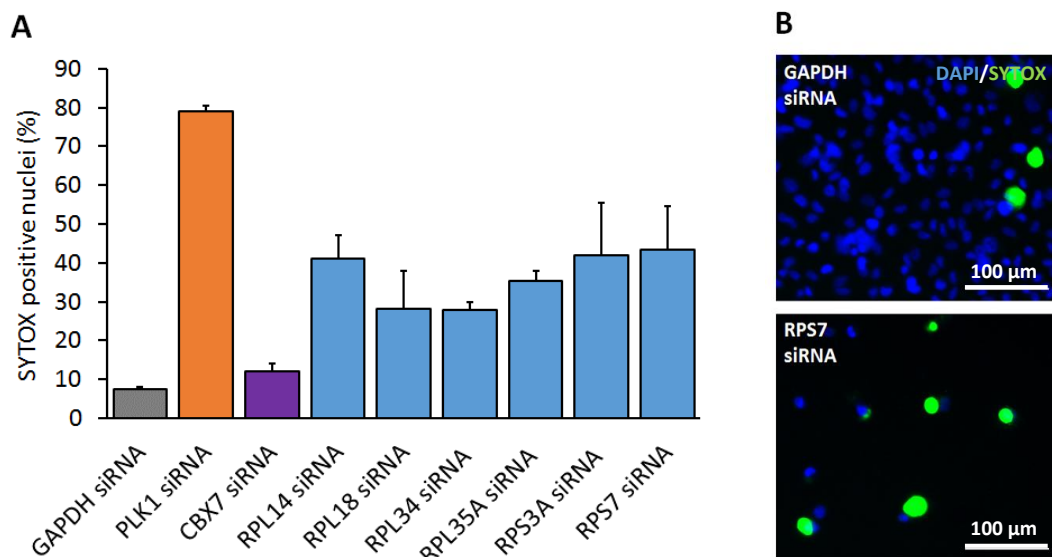 A
SYTOX positive nuclei (%)
90
80
70
60
50
40
30
20
10
0
GAPDH siRNA
PLK1 siRNA
CBX7 siRNA
RPL14 siRNA
RPL18 siRNA
RPL34 siRNA
RPL35A siRNA
RPS3A siRNA
RPS7 siRNA
B
GAPDH
siRNA
DAPI/SYTOX
100 µm
RPS7
siRNA
100 µm